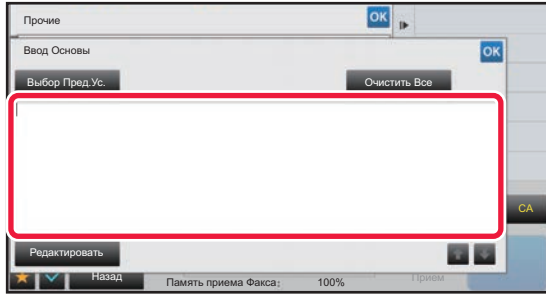 Прочие OK
Ввод Основы OK
Выбор Пред.Ус. Очистить Все
CA
Редактировать
Назад Память приема Факса: 100% Прием